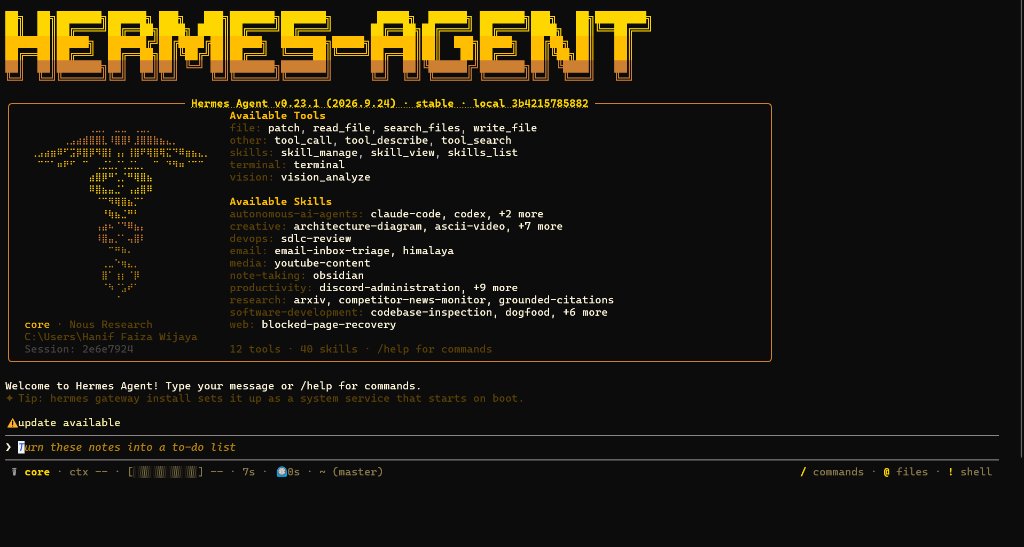 HERMES-AGENT
Hermes Agent v0.23.1 (2026.9.24) · stable · local 3b4215785882
Available Tools
file: patch, read_file, search_files, write_file
other: tool_call, tool_describe, tool_search
skills: skill_manage, skill_view, skills_list
terminal: terminal
vision: vision_analyze
Available Skills
autonomous-ai-agents: claude-code, codex, +2 more
creative: architecture-diagram, ascii-video, +7 more
devops: sdlc-review
email: email-inbox-triage, himalaya
media: youtube-content
note-taking: obsidian
productivity: discord-administration, +9 more
research: arxiv, competitor-news-monitor, grounded-citations
software-development: codebase-inspection, dogfood, +6 more
web: blocked-page-recovery
core · Nous Research
C:\Users\Hanif Faiza Wijaya
Session: 2e6e7924
12 tools · 40 skills · /help for commands
Welcome to Hermes Agent! Type your message or /help for commands.
✦ Tip: hermes gateway install sets it up as a system service that starts on boot.
⚠update available
❯ Turn these notes into a to-do list
core · ctx -- · [░░░░░░░░░░] -- · 7s · ⏲0s · ~ (master)
/ commands · @ files · ! shell